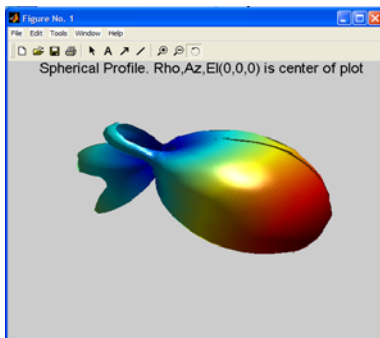 Figure No. 1
File Edit Tools Window Help
A
Spherical Profile. Rho,Az,El(0,0,0) is center of plot